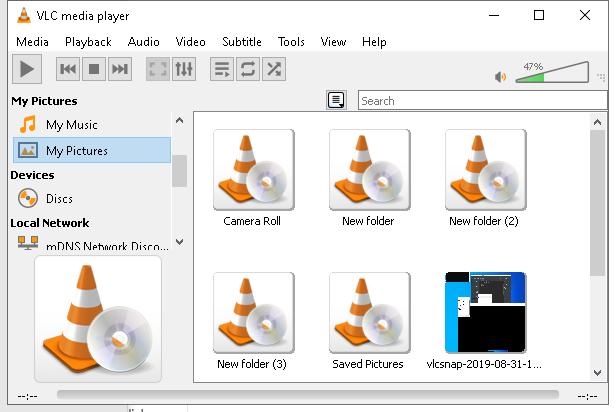 VLC media player
Media Playback Audio Video Subtitle Tools View Help
47%
My Pictures
Search
My Music
My Pictures
Devices
Discs
Local Network
mDNS Network Disco...
Camera Roll
New folder
New folder (2)
New folder (3)
Saved Pictures
vlcsnap-2019-08-31-1...
--:--
--:--